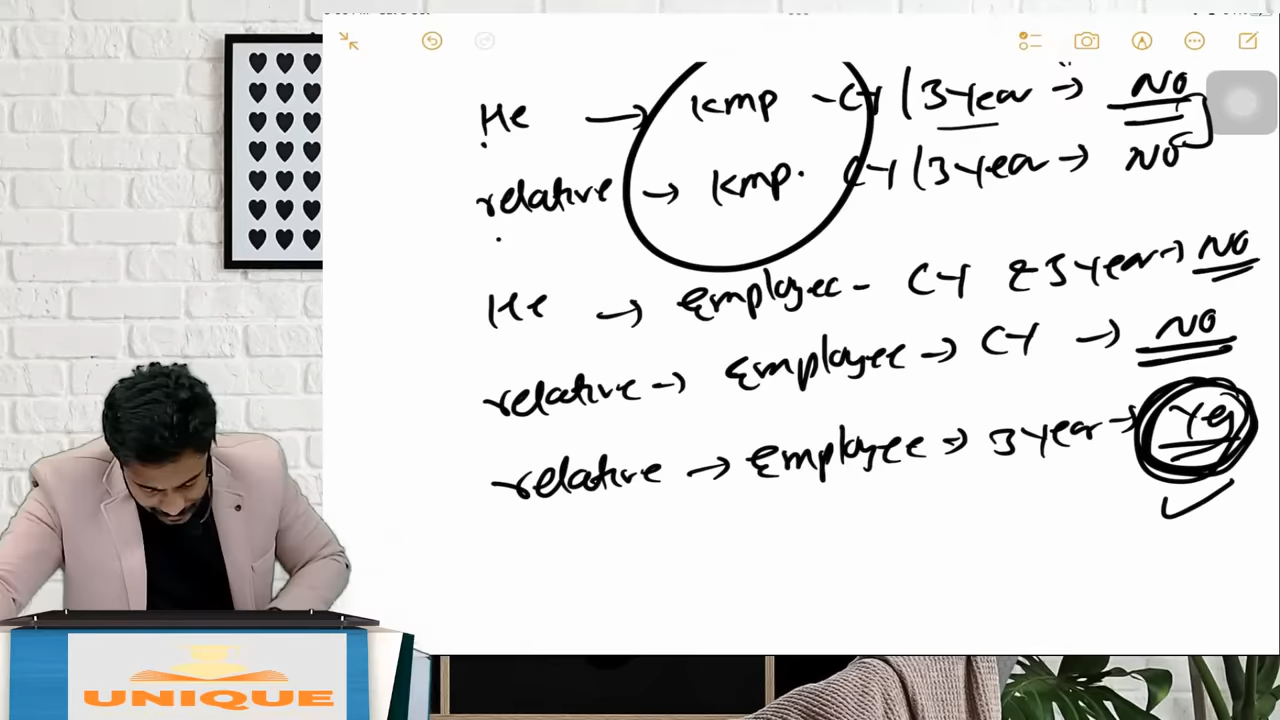 He → Kmp - CY / 3 Year → NO
relative → Kmp. CY / 3 Year → NO
He → Employee - CY & 3 Year → NO
relative → Employee → CY → NO
relative → Employee → 3 Year → Yes
UNIQUE